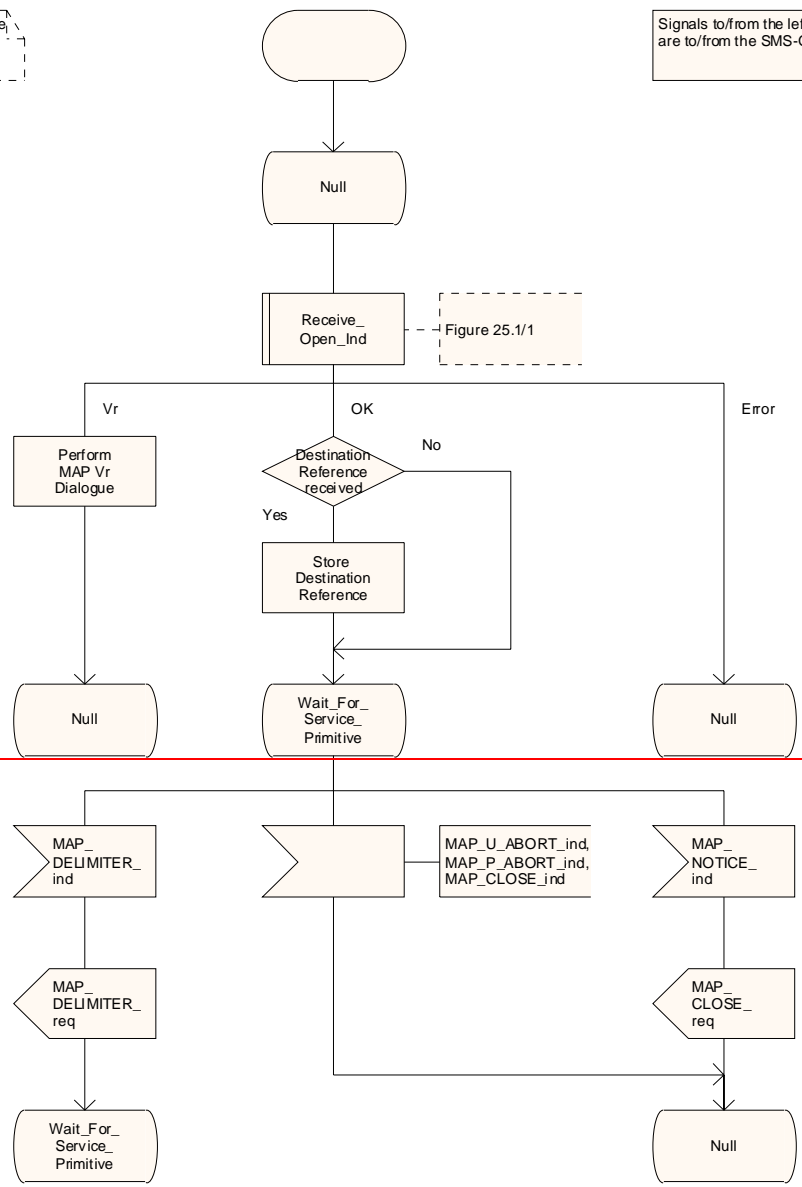 e
Signals to/from the lef
are to/from the SMS-
Null
Receive_
Open_Ind
Figure 25.1/1
Vr
OK
Error
Perform
MAP Vr
Dialogue
Destination
Reference
received
No
Yes
Store
Destination
Reference
Null
Wait_For_
Service_
Primitive
Null
MAP_
DELIMITER_
ind
MAP_U_ABORT_ind,
MAP_P_ABORT_ind,
MAP_CLOSE_ind
MAP_
NOTICE_
ind
MAP_
DELIMITER_
req
MAP_
CLOSE_
req
Wait_For_
Service_
Primitive
Null